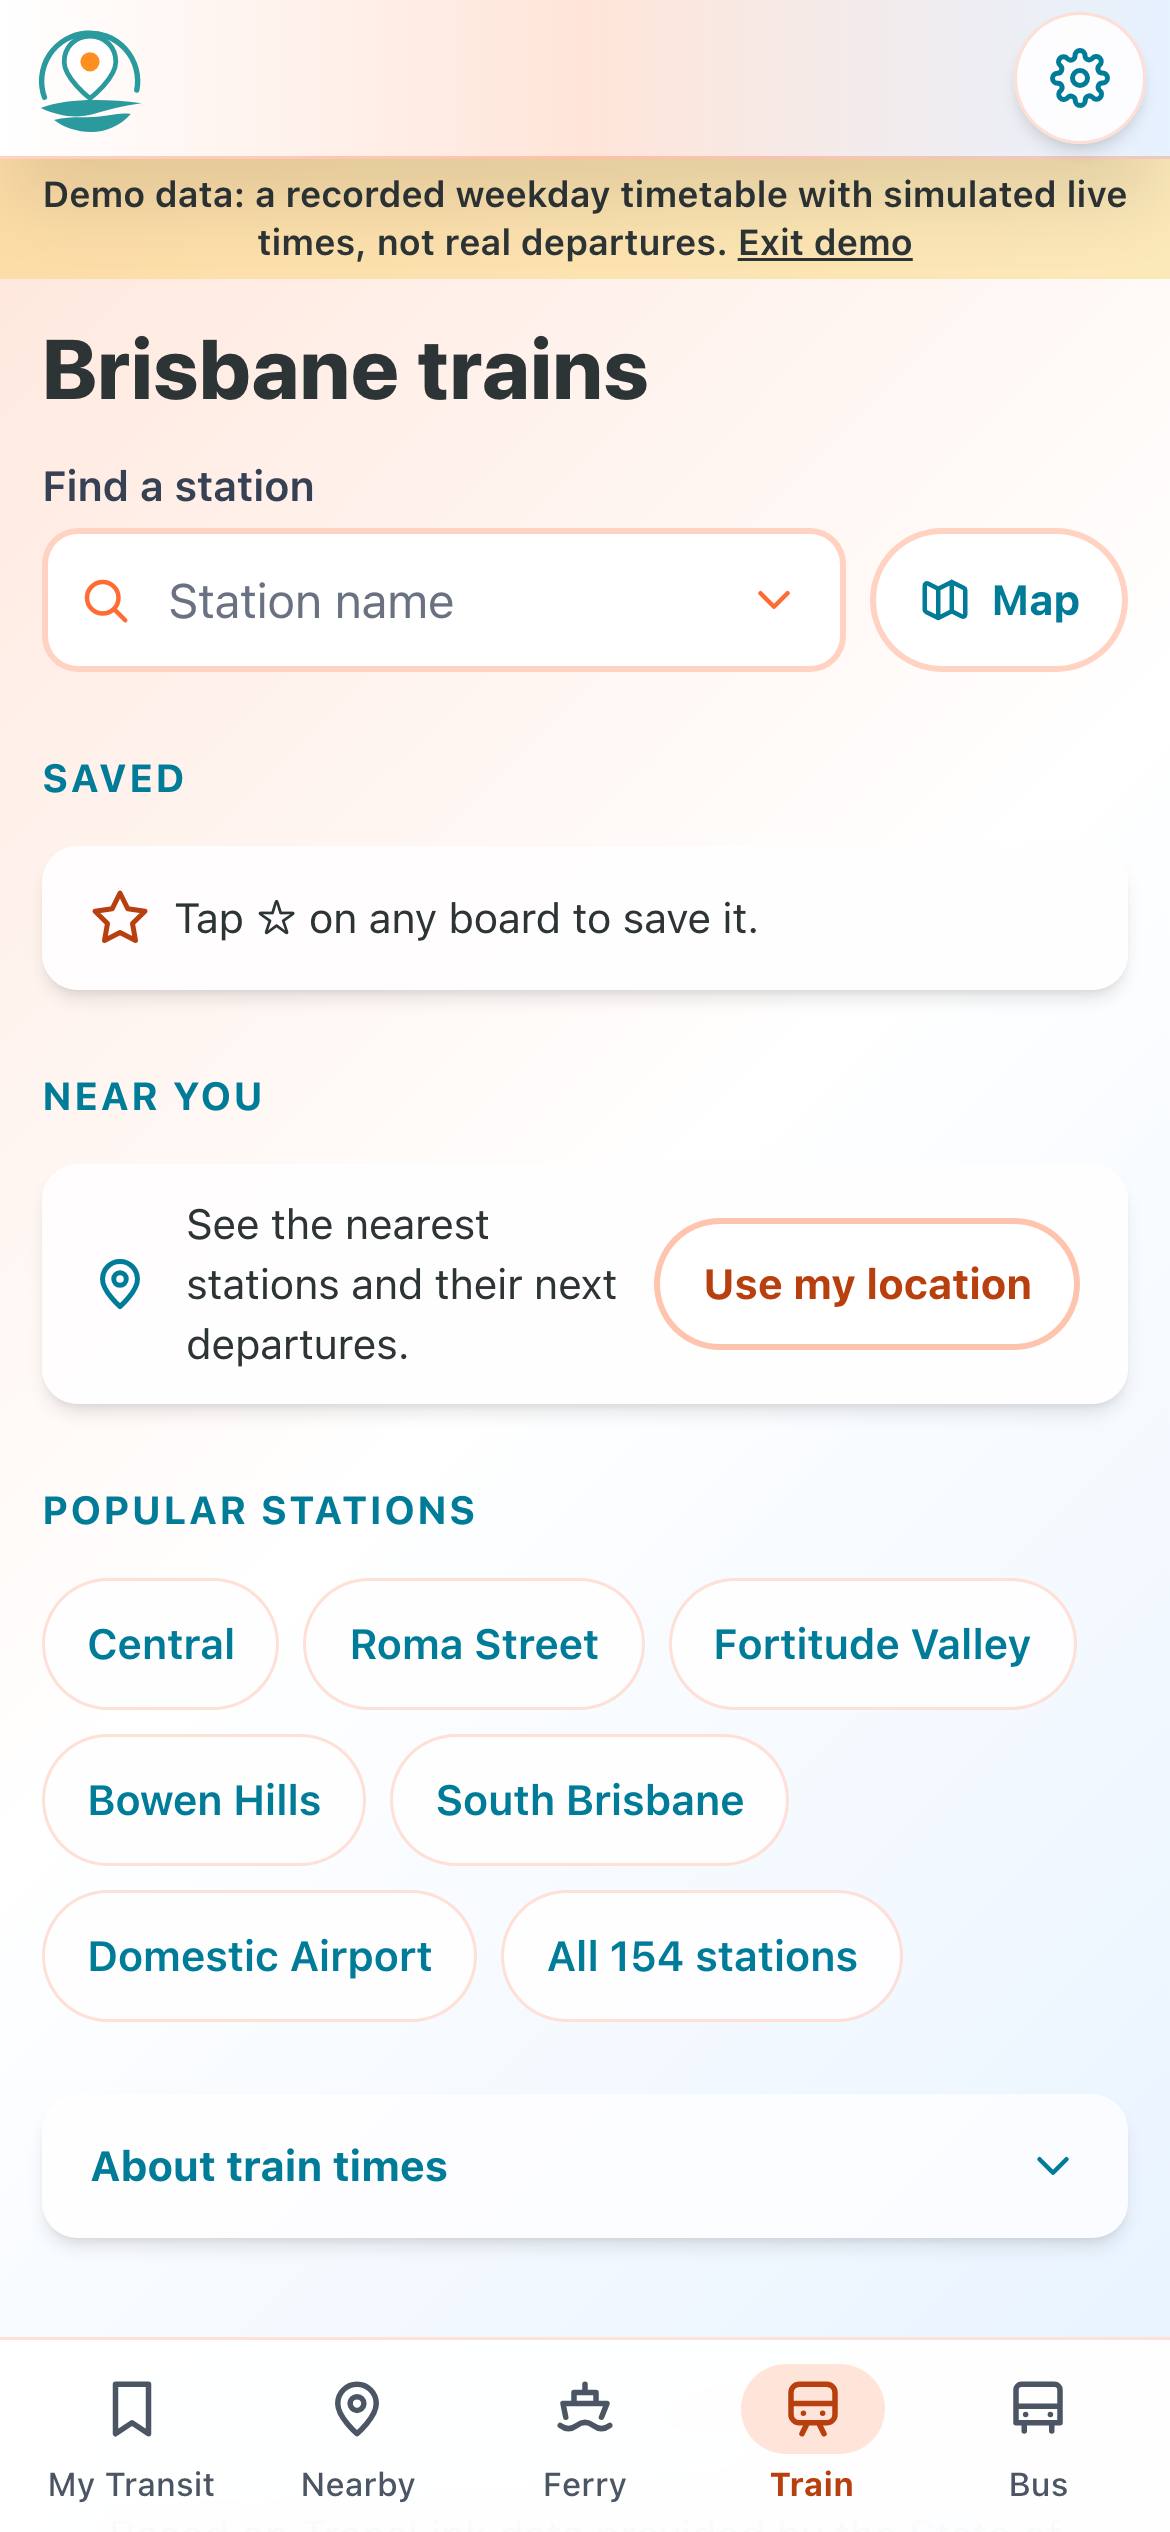 Demo data: a recorded weekday timetable with simulated live
times, not real departures. Exit demo
Brisbane trains
Find a station
Station name
Map
SAVED
Tap ☆ on any board to save it.
NEAR YOU
See the nearest
stations and their next
departures.
Use my location
POPULAR STATIONS
Central
Roma Street
Fortitude Valley
Bowen Hills
South Brisbane
Domestic Airport
All 154 stations
About train times
My Transit
Nearby
Ferry
Train
Bus